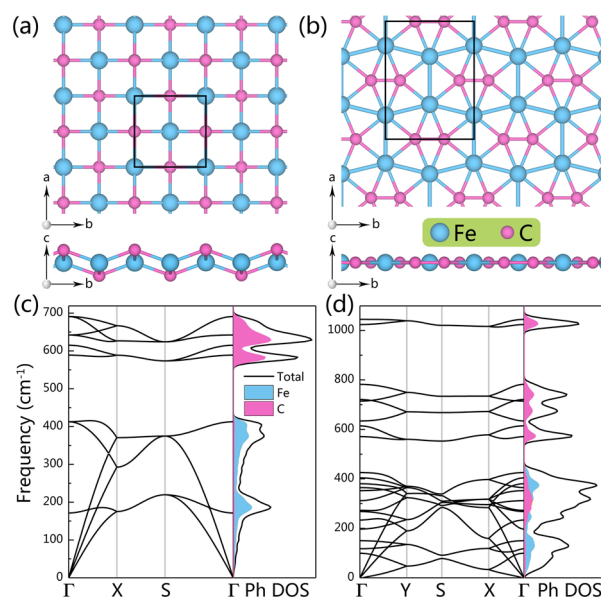 (a)
(b)
a
b
c
b
a
b
c
b
Fe C
(c)
(d)
Frequency (cm⁻¹)
700
600
500
400
300
200
100
0
Total
Fe
C
Γ X S Γ Ph DOS
1000
800
600
400
200
0
Γ Y S X Γ Ph DOS